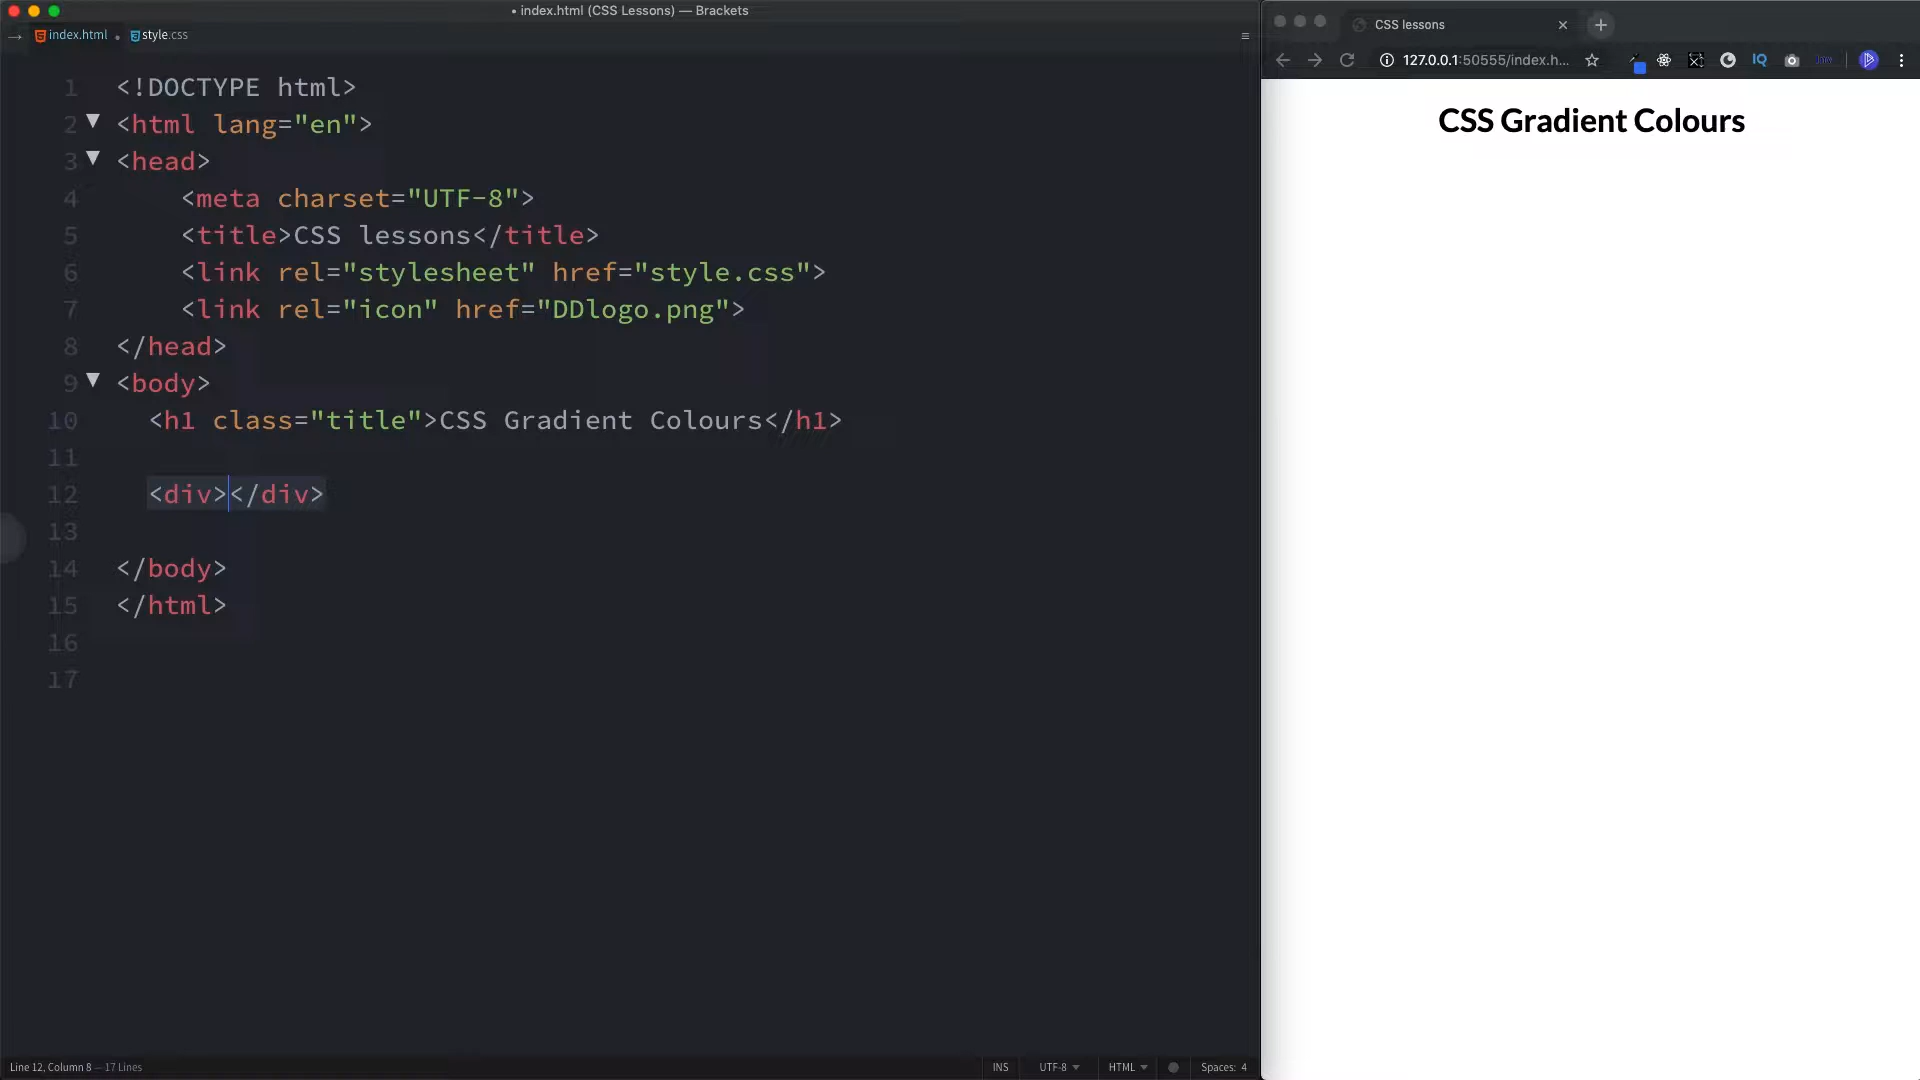 • index.html (CSS Lessons) — Brackets
index.html • style.css
1 <!DOCTYPE html>
2 <html lang="en">
3 <head>
4 <meta charset="UTF-8">
5 <title>CSS lessons</title>
6 <link rel="stylesheet" href="style.css">
7 <link rel="icon" href="DDlogo.png">
8 </head>
9 <body>
10 <h1 class="title">CSS Gradient Colours</h1>
11
12 <div></div>
13
14 </body>
15 </html>
16
17
Line 12, Column 8 — 17 Lines
INS UTF-8 HTML Spaces: 4
CSS lessons
127.0.0.1:50555/index.h...
IQ
CSS Gradient Colours